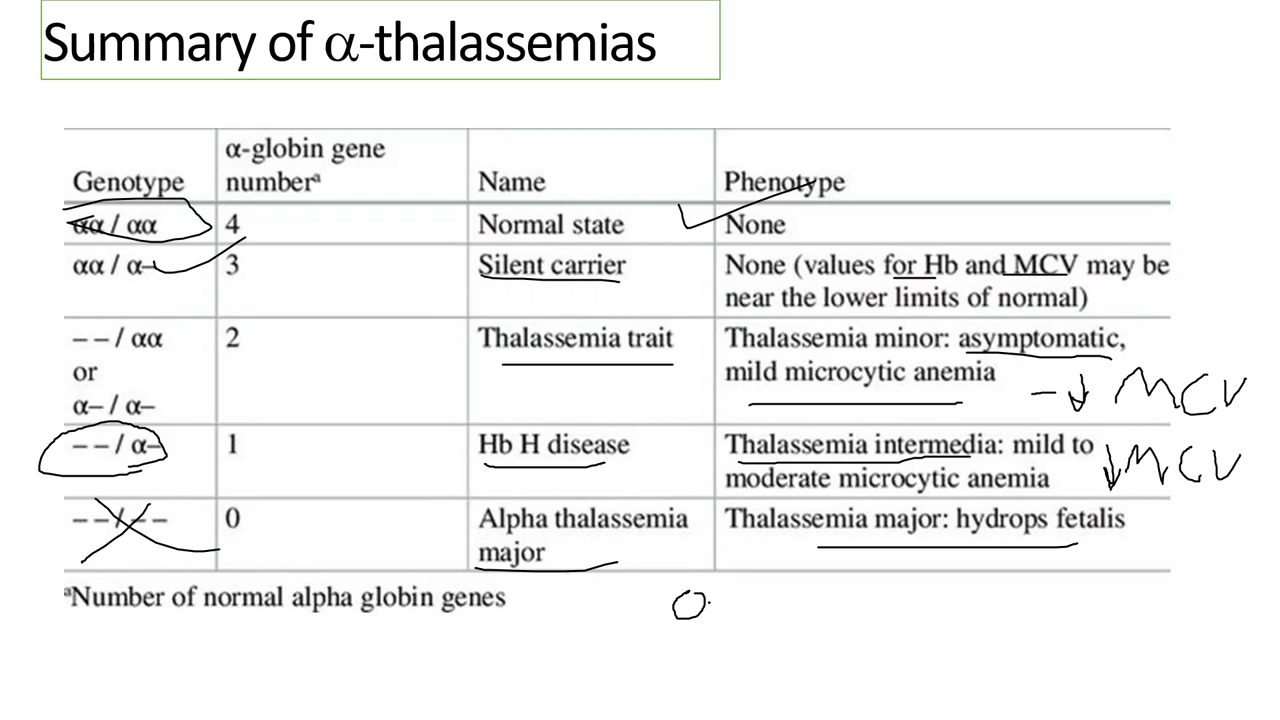 Summary of α-thalassemias
Genotype
α-globin gene
numberᵃ
Name
Phenotype
αα / αα
4
Normal state
None
αα / α–
3
Silent carrier
None (values for Hb and MCV may be
near the lower limits of normal)
– – / αα
or
α– / α–
2
Thalassemia trait
Thalassemia minor: asymptomatic,
mild microcytic anemia
– ↓ MCV
– – / α–
1
Hb H disease
Thalassemia intermedia: mild to
moderate microcytic anemia
↓ MCV
– – / – –
0
Alpha thalassemia
major
Thalassemia major: hydrops fetalis
ᵃNumber of normal alpha globin genes